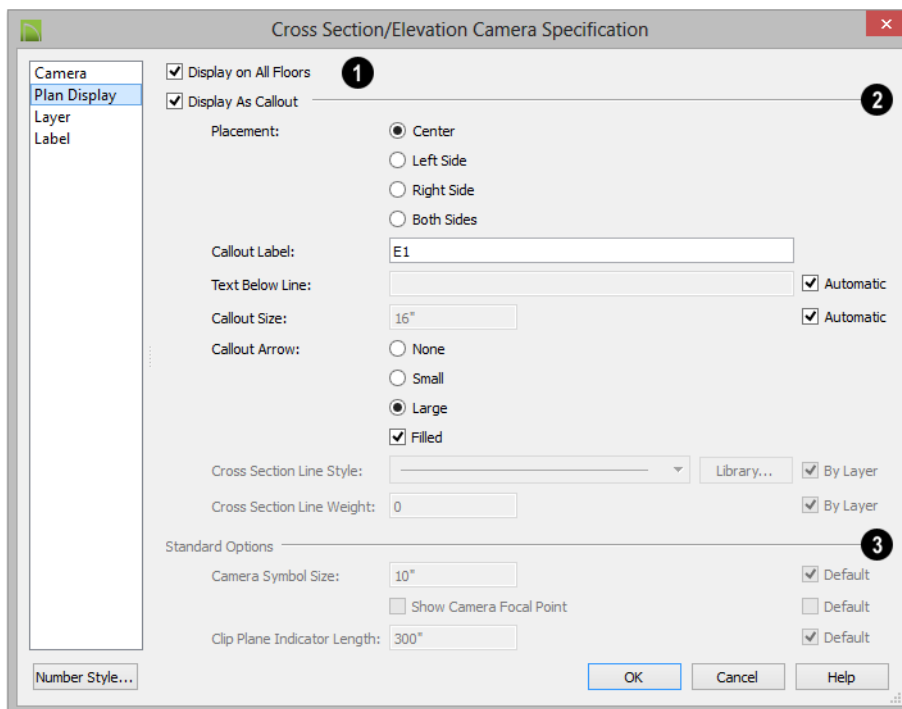 Cross Section/Elevation Camera Specification
Camera
Plan Display
Layer
Label
Display on All Floors 1
Display As Callout 2
Placement: Center
Left Side
Right Side
Both Sides
Callout Label: E1
Text Below Line: Automatic
Callout Size: 16" Automatic
Callout Arrow: None
Small
Large
Filled
Cross Section Line Style: Library... By Layer
Cross Section Line Weight: 0 By Layer
Standard Options 3
Camera Symbol Size: 10" Default
Show Camera Focal Point Default
Clip Plane Indicator Length: 300" Default
Number Style... OK Cancel Help